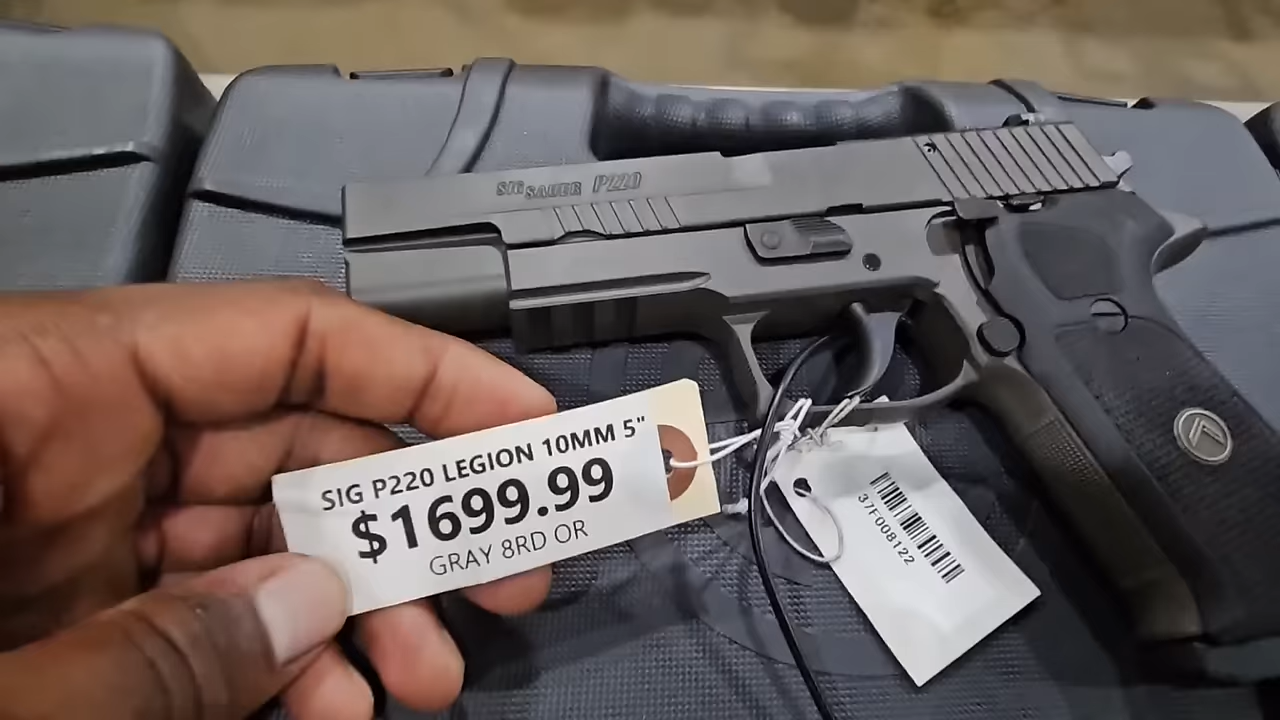 SIG SAUER P220
SIG P220 LEGION 10MM 5"
$1699.99
GRAY 8RD OR
37F008122